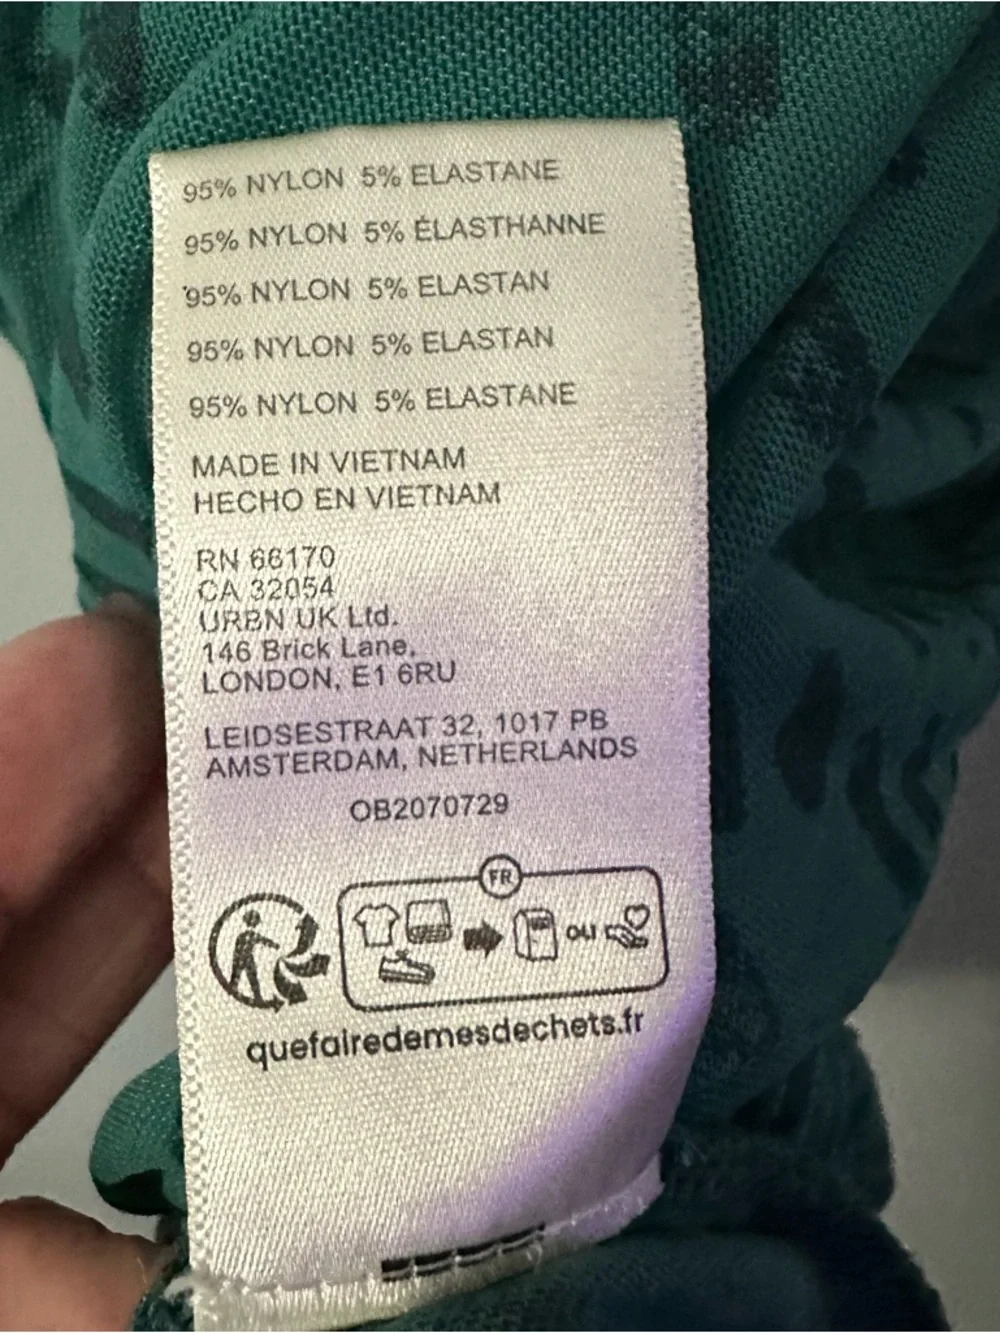 95% NYLON 5% ELASTANE
95% NYLON 5% ÉLASTHANNE
95% NYLON 5% ELASTAN
95% NYLON 5% ELASTAN
95% NYLON 5% ELASTANE
MADE IN VIETNAM
HECHO EN VIETNAM
RN 66170
CA 32054
URBN UK Ltd.
146 Brick Lane,
LONDON, E1 6RU
LEIDSESTRAAT 32, 1017 PB
AMSTERDAM, NETHERLANDS
OB2070729
FR
OU
quefairedemesdechets.fr